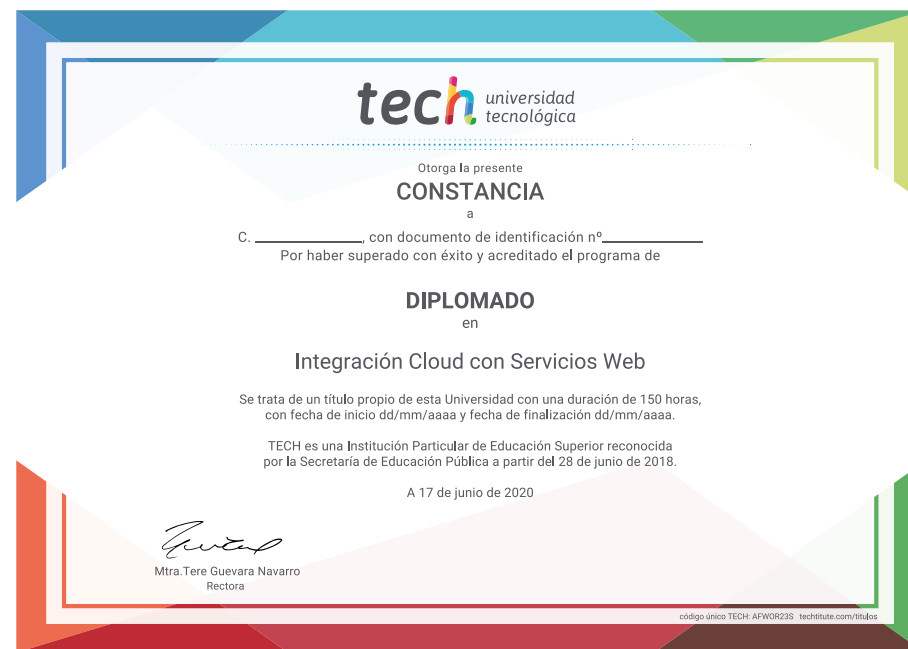 tech universidad
tecnológica
Otorga la presente
CONSTANCIA
a
C. ____________, con documento de identificación nº____________
Por haber superado con éxito y acreditado el programa de
DIPLOMADO
en
Integración Cloud con Servicios Web
Se trata de un título propio de esta Universidad con una duración de 150 horas,
con fecha de inicio dd/mm/aaaa y fecha de finalización dd/mm/aaaa.
TECH es una Institución Particular de Educación Superior reconocida
por la Secretaría de Educación Pública a partir del 28 de junio de 2018.
A 17 de junio de 2020
Mtra.Tere Guevara Navarro
Rectora
código único TECH: AFWOR23S techtitute.com/titulos